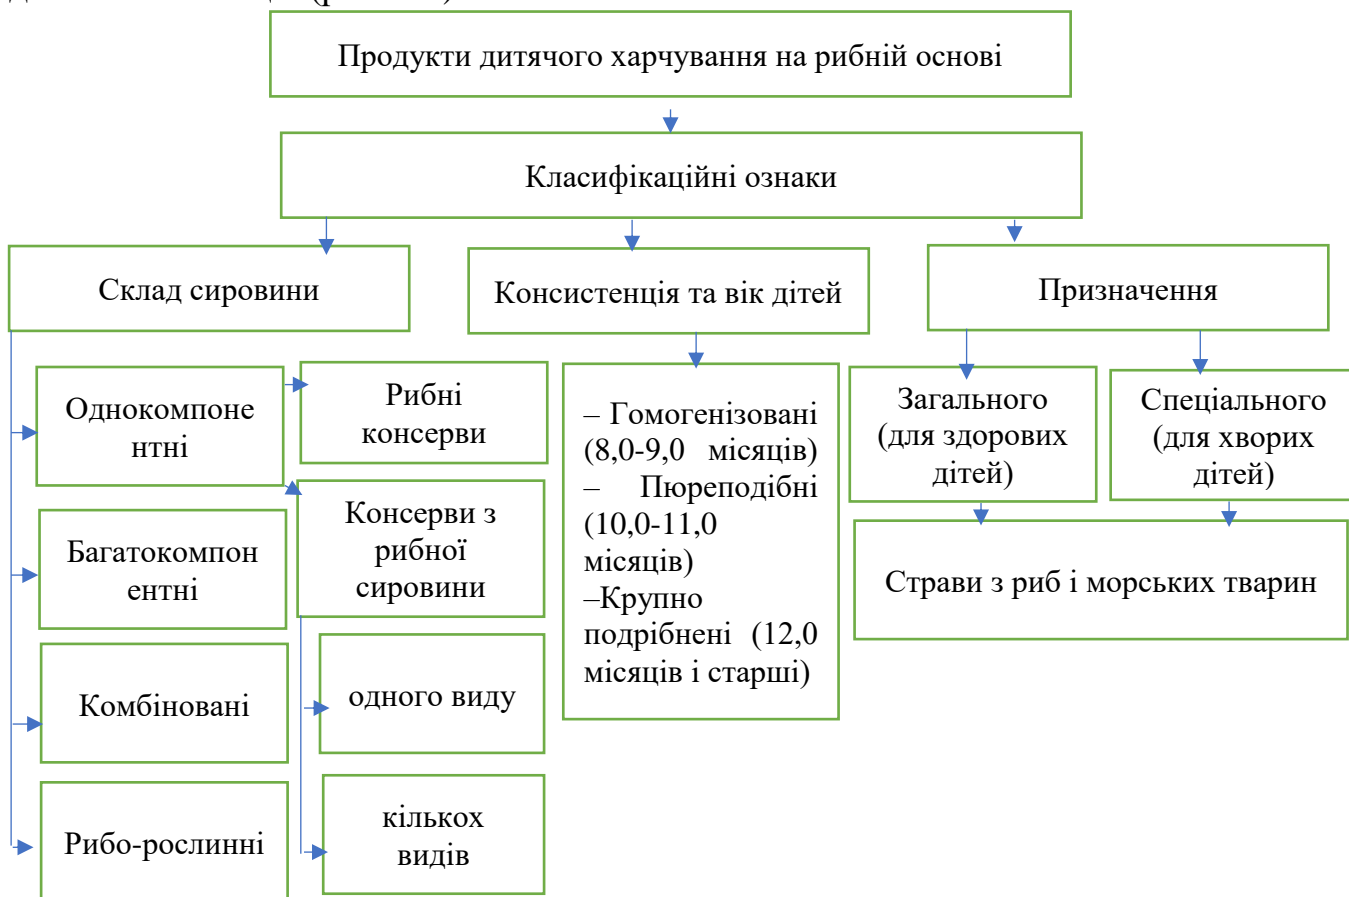 Продукти дитячого харчування на рибній основі
Класифікаційні ознаки
Склад сировини
Консистенція та вік дітей
Призначення
Однокомпоне
нтні
Багатокомпон
ентні
Комбіновані
Рибо-рослинні
Рибні
консерви
Консерви з
рибної
сировини
одного виду
кількох
видів
– Гомогенізовані
(8,0-9,0 місяців)
– Пюреподібні
(10,0-11,0
місяців)
–Крупно
подрібнені (12,0
місяців і старші)
Загального
(для здорових
дітей)
Спеціального
(для хворих
дітей)
Страви з риб і морських тварин